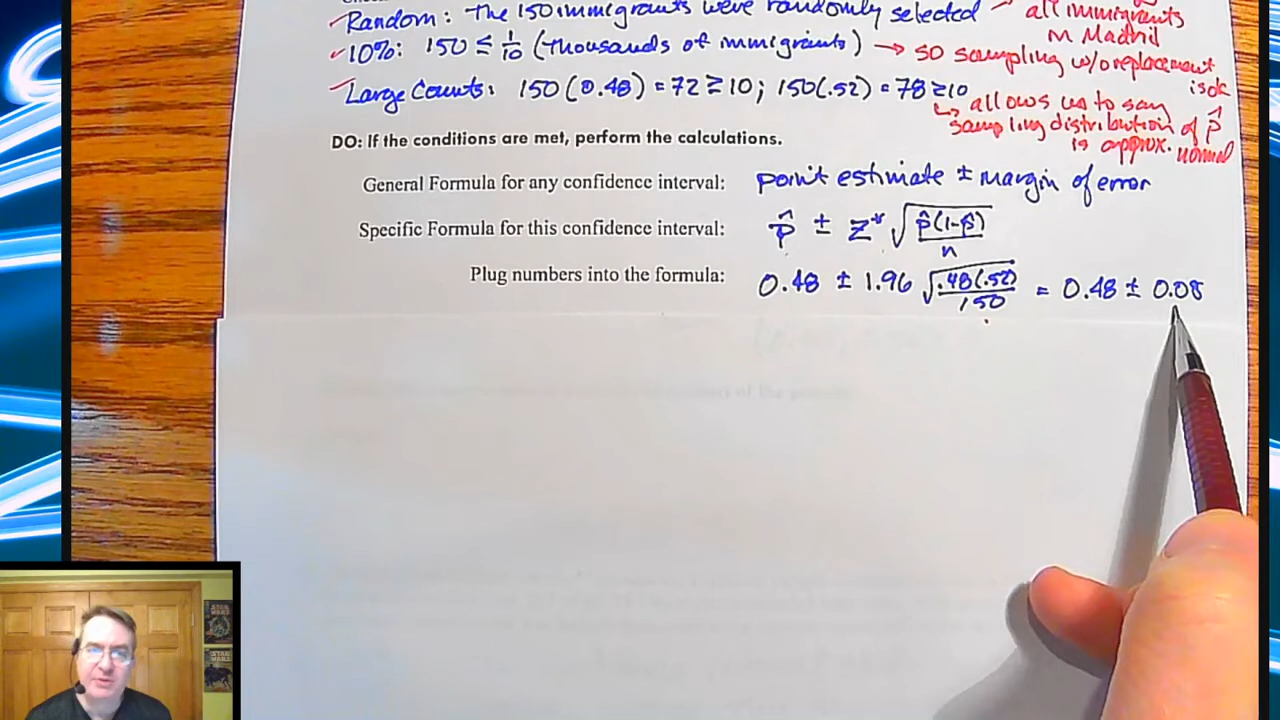 Random: The 150 immigrants were randomly selected all immigrants
in Madrid
10%: 150 ≤ 1/10 (thousands of immigrants) → so sampling w/o replacement
is ok
Large Counts: 150(0.48) = 72 ≥ 10; 150(.52) = 78 ≥ 10
↳ allows us to say
sampling distribution of p̂
is approx. normal
DO: If the conditions are met, perform the calculations.
General Formula for any confidence interval: point estimate ± margin of error
Specific Formula for this confidence interval: p̂ ± z* √(p̂(1-p̂)/n)
Plug numbers into the formula: 0.48 ± 1.96 √(.48(.52)/150) = 0.48 ± 0.08
STAR
WARS
STAR
WARS